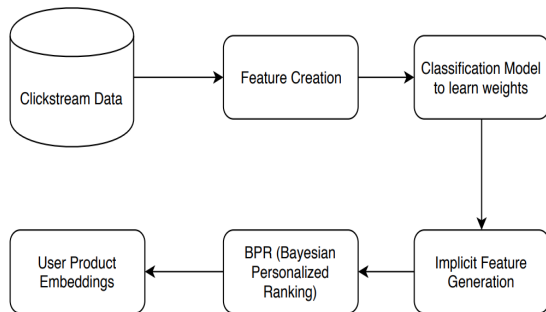 Clickstream Data
Feature Creation
Classification Model
to learn weights
User Product
Embeddings
BPR (Bayesian
Personalized
Ranking)
Implicit Feature
Generation